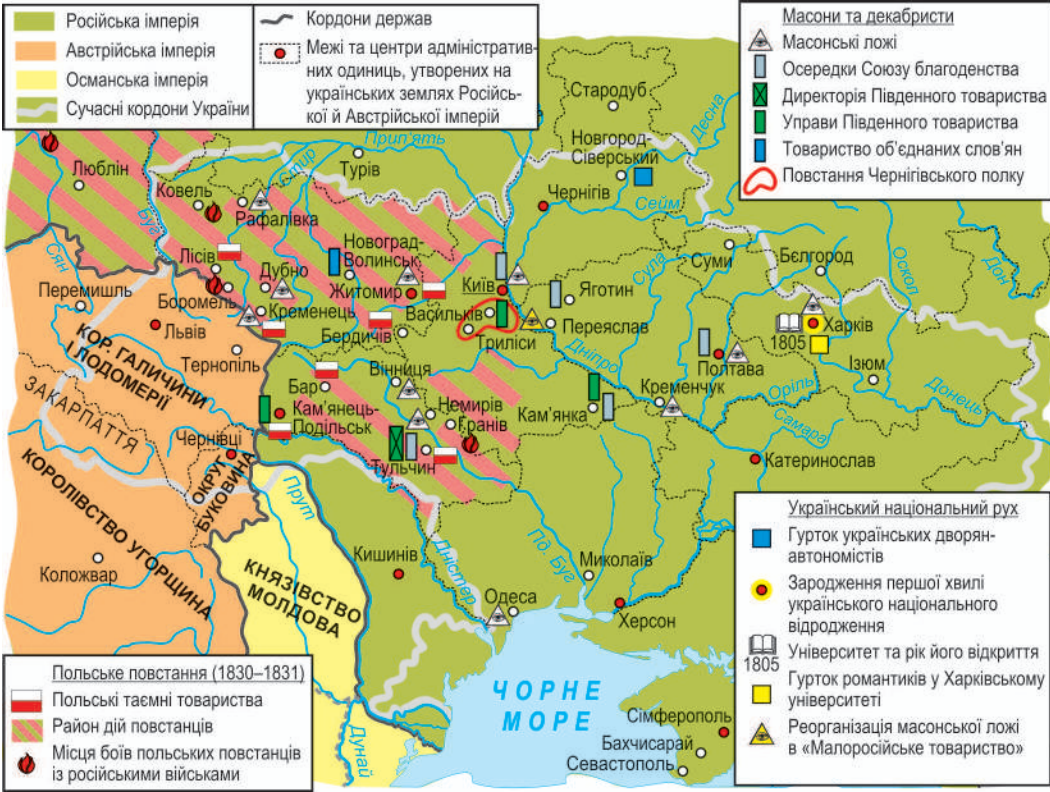 Російська імперія
Австрійська імперія
Османська імперія
Сучасні кордони України
Кордони держав
Межі та центри адміністратив-
них одиниць, утворених на
українських землях Російсь-
кої й Австрійської імперій
Масони та декабристи
Масонські ложі
Осередки Союзу благоденства
Директорія Південного товариства
Управи Південного товариства
Товариство об'єднаних слов'ян
Повстання Чернігівського полку
Стародуб
Десна
Новгород-
Сіверський
Прип'ять
Турів
Стир
Люблін
Ковель
Рафалівка
Чернігів
Сейм
Буг
Сян
Лісів
Новоград-
Волинськ
Суми
Бєлгород
Оскол
Дон
Сула
Дубно
Житомир
Київ
Яготин
Перемишль
Боромель
Кременець
Васильків
Переяслав
Харків
1805
Львів
Бердичів
Триліси
Дніпро
Полтава
Ізюм
КОР. ГАЛИЧИНИ
І ЛОДОМЕРІЇ
Тернопіль
Вінниця
Бар
Кременчук
Оріль
Донець
ЗАКАРПАТТЯ
Кам'янець-
Подільськ
Немирів
Гранів
Кам'янка
Самара
Чернівці
Тульчин
Катеринослав
ОКРУГ
БУКОВИНА
КОРОЛІВСТВО УГОРЩИНА
Прут
Коложвар
Кишинів
Дністер
Пд. Буг
Миколаїв
КНЯЗІВСТВО
МОЛДОВА
Одеса
Херсон
ЧОРНЕ
МОРЕ
Дунай
Сімферополь
Бахчисарай
Севастополь
Польське повстання (1830–1831)
Польські таємні товариства
Район дій повстанців
Місця боїв польських повстанців
із російськими військами
Український національний рух
Гурток українських дворян-
автономістів
Зародження першої хвилі
українського національного
відродження
Університет та рік його відкриття
1805
Гурток романтиків у Харківському
університеті
Реорганізація масонської ложі
в «Малоросійське товариство»